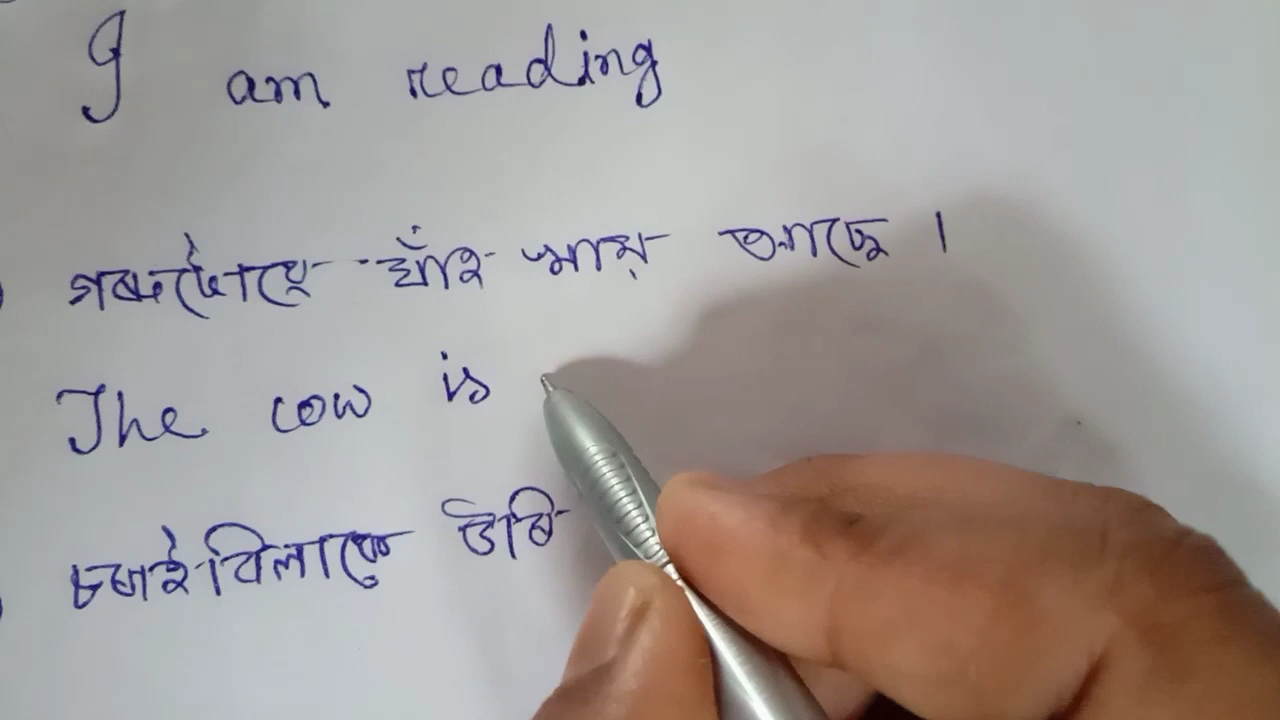 I am reading
গৰুটোৱে ঘাঁহ খায় আছে ।
The cow is
চৰাইবিলাকে উৰি